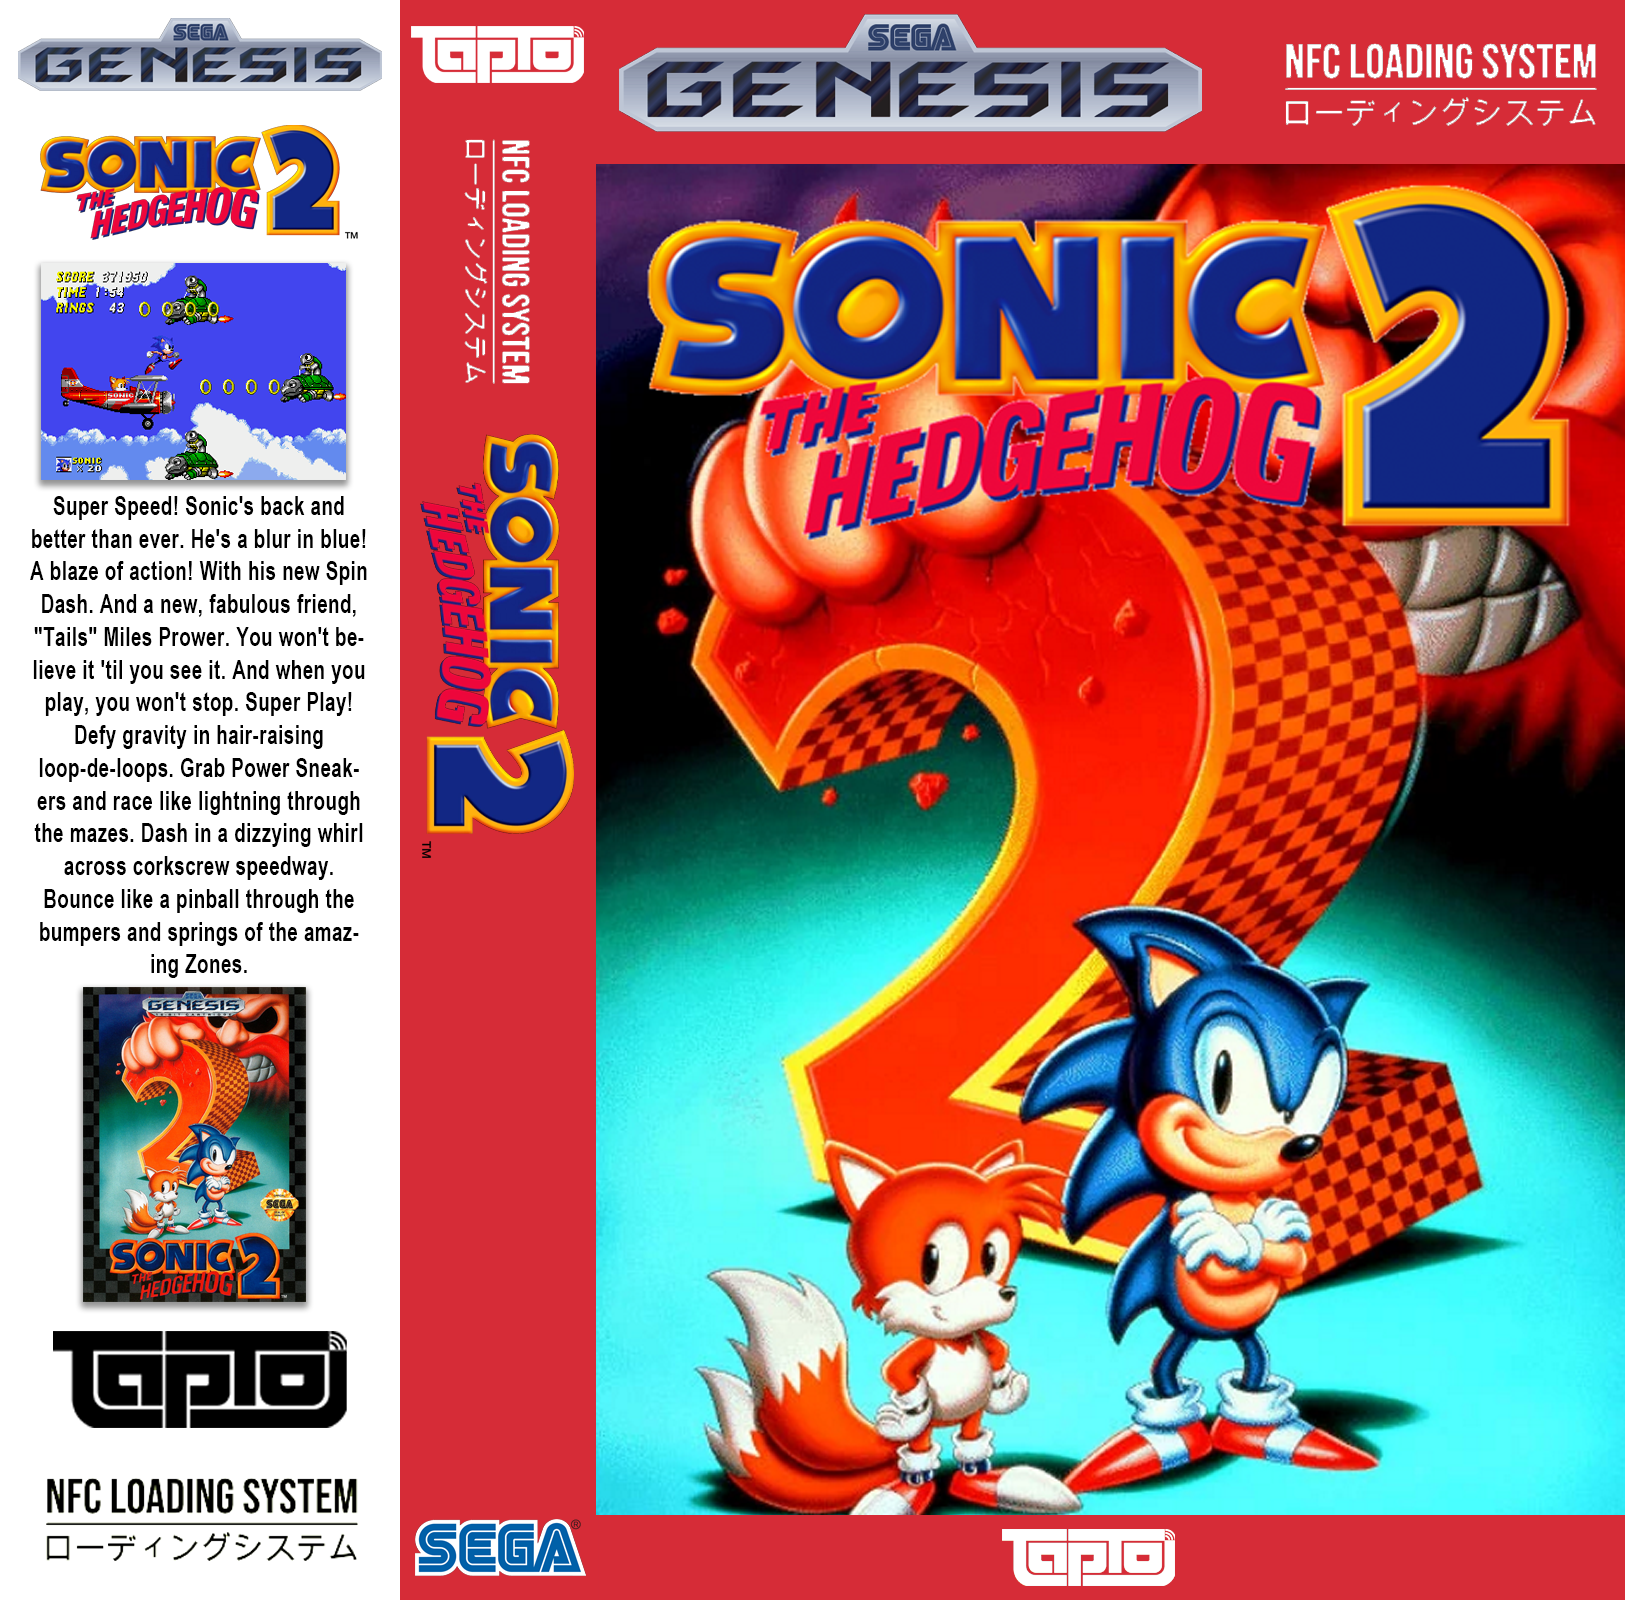 SEGA
GENESIS
SONIC 2
THE
HEDGEHOG
TM
SCORE 371950
TIME 1:54
RINGS 43
SONIC
SONIC
x 20
Super Speed! Sonic's back and
better than ever. He's a blur in blue!
A blaze of action! With his new Spin
Dash. And a new, fabulous friend,
"Tails" Miles Prower. You won't be-
lieve it 'til you see it. And when you
play, you won't stop. Super Play!
Defy gravity in hair-raising
loop-de-loops. Grab Power Sneak-
ers and race like lightning through
the mazes. Dash in a dizzying whirl
across corkscrew speedway.
Bounce like a pinball through the
bumpers and springs of the amaz-
ing Zones.
SEGA
GENESIS
SEGA
SONIC 2
THE
HEDGEHOG
TapTo
NFC LOADING SYSTEM
ローディングシステム
TapTo
NFC LOADING SYSTEM
ローディングシステム
SONIC 2
THE
HEDGEHOG
TM
SEGA®
SEGA
GENESIS
NFC LOADING SYSTEM
ローディングシステム
SONIC 2
THE
HEDGEHOG
TapTo